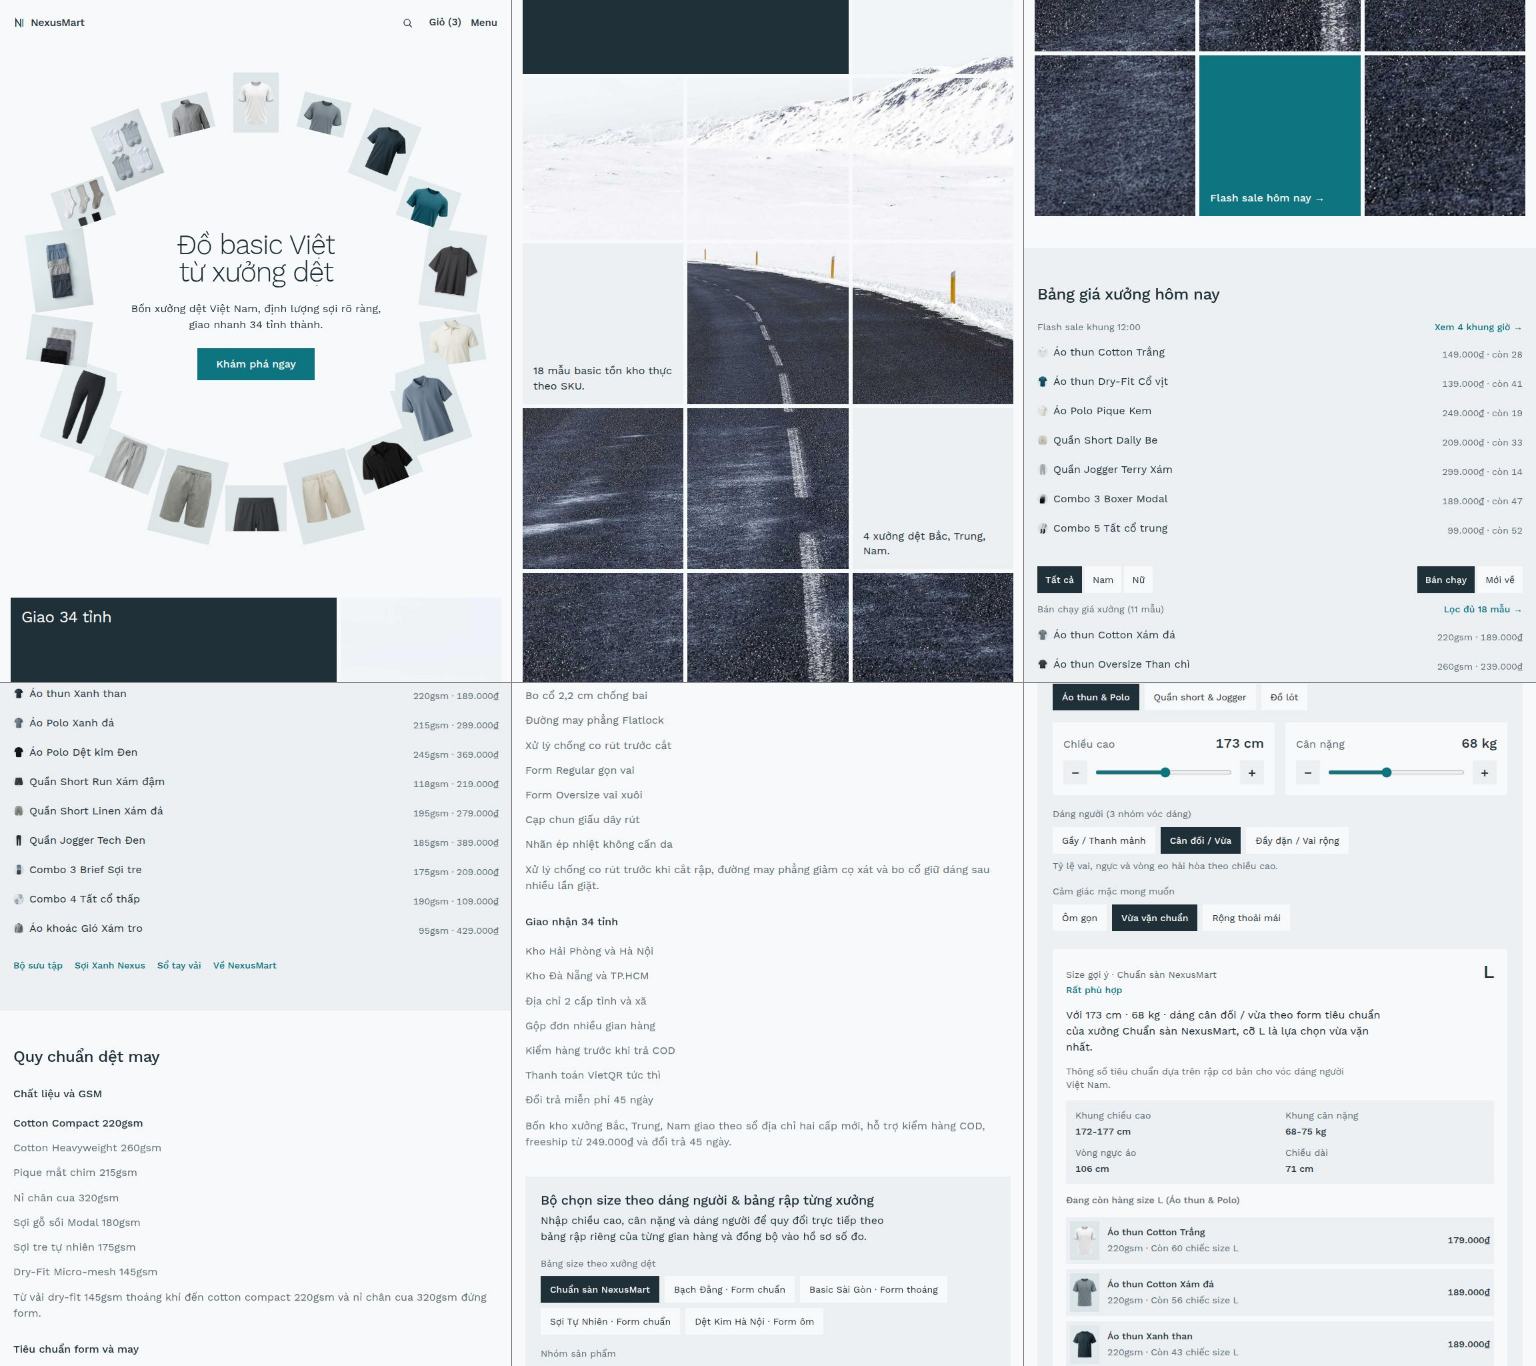 NexusMart
Giỏ (3)
Menu
Đồ basic Việt
từ xưởng dệt
Bốn xưởng dệt Việt Nam, định lượng sợi rõ ràng,
giao nhanh 34 tỉnh thành.
Khám phá ngay
Giao 34 tỉnh
18 mẫu basic tồn kho thực
theo SKU.
4 xưởng dệt Bắc, Trung,
Nam.
Flash sale hôm nay →
Bảng giá xưởng hôm nay
Flash sale khung 12:00
Xem 4 khung giờ →
Áo thun Cotton Trắng
149.000₫ · còn 28
Áo thun Dry-Fit Cổ vịt
139.000₫ · còn 41
Áo Polo Pique Kem
249.000₫ · còn 19
Quần Short Daily Be
209.000₫ · còn 33
Quần Jogger Terry Xám
299.000₫ · còn 14
Combo 3 Boxer Modal
189.000₫ · còn 47
Combo 5 Tất cổ trung
99.000₫ · còn 52
Tất cả
Nam
Nữ
Bán chạy
Mới về
Bán chạy giá xưởng (11 mẫu)
Lọc đủ 18 mẫu →
Áo thun Cotton Xám đá
220gsm · 189.000₫
Áo thun Oversize Than chì
260gsm · 239.000₫
Áo thun Xanh than
220gsm · 189.000₫
Áo Polo Xanh đá
215gsm · 299.000₫
Áo Polo Dệt kim Đen
245gsm · 369.000₫
Quần Short Run Xám đậm
118gsm · 219.000₫
Quần Short Linen Xám đá
195gsm · 279.000₫
Quần Jogger Tech Đen
185gsm · 389.000₫
Combo 3 Brief Sợi tre
175gsm · 209.000₫
Combo 4 Tất cổ thấp
190gsm · 109.000₫
Áo khoác Gió Xám tro
95gsm · 429.000₫
Bộ sưu tập
Sợi Xanh Nexus
Sổ tay vải
Về NexusMart
Quy chuẩn dệt may
Chất liệu và GSM
Cotton Compact 220gsm
Cotton Heavyweight 260gsm
Pique mắt chim 215gsm
Nỉ chân cua 320gsm
Sợi gỗ sồi Modal 180gsm
Sợi tre tự nhiên 175gsm
Dry-Fit Micro-mesh 145gsm
Từ vải dry-fit 145gsm thoáng khí đến cotton compact 220gsm và nỉ chân cua 320gsm đứng
form.
Tiêu chuẩn form và may
Bo cổ 2,2 cm chống bai
Đường may phẳng Flatlock
Xử lý chống co rút trước cắt
Form Regular gọn vai
Form Oversize vai xuôi
Cạp chun giấu dây rút
Nhãn ép nhiệt không cấn da
Xử lý chống co rút trước khi cắt rập, đường may phẳng giảm cọ xát và bo cổ giữ dáng sau
nhiều lần giặt.
Giao nhận 34 tỉnh
Kho Hải Phòng và Hà Nội
Kho Đà Nẵng và TP.HCM
Địa chỉ 2 cấp tỉnh và xã
Gộp đơn nhiều gian hàng
Kiểm hàng trước khi trả COD
Thanh toán VietQR tức thì
Đổi trả miễn phí 45 ngày
Bốn kho xưởng Bắc, Trung, Nam giao theo sổ địa chỉ hai cấp mới, hỗ trợ kiểm hàng COD,
freeship từ 249.000₫ và đổi trả 45 ngày.
Bộ chọn size theo dáng người & bảng rập từng xưởng
Nhập chiều cao, cân nặng và dáng người để quy đổi trực tiếp theo
bảng rập riêng của từng gian hàng và đồng bộ vào hồ sơ số đo.
Bảng size theo xưởng dệt
Chuẩn sàn NexusMart
Bạch Đằng · Form chuẩn
Basic Sài Gòn · Form thoáng
Sợi Tự Nhiên · Form chuẩn
Dệt Kim Hà Nội · Form ôm
Nhóm sản phẩm
Áo thun & Polo
Quần short & Jogger
Đồ lót
Chiều cao
173 cm
Cân nặng
68 kg
−
+
−
+
Dáng người (3 nhóm vóc dáng)
Gầy / Thanh mảnh
Cân đối / Vừa
Đầy đặn / Vai rộng
Tỷ lệ vai, ngực và vòng eo hài hòa theo chiều cao.
Cảm giác mặc mong muốn
Ôm gọn
Vừa vặn chuẩn
Rộng thoải mái
Size gợi ý · Chuẩn sàn NexusMart
L
Rất phù hợp
Với 173 cm · 68 kg · dáng cân đối / vừa theo form tiêu chuẩn
của xưởng Chuẩn sàn NexusMart, cỡ L là lựa chọn vừa vặn
nhất.
Thông số tiêu chuẩn dựa trên rập cơ bản cho vóc dáng người
Việt Nam.
Khung chiều cao
Khung cân nặng
172-177 cm
68-75 kg
Vòng ngực áo
Chiều dài
106 cm
71 cm
Đang còn hàng size L (Áo thun & Polo)
Áo thun Cotton Trắng
220gsm · Còn 60 chiếc size L
179.000₫
Áo thun Cotton Xám đá
220gsm · Còn 56 chiếc size L
189.000₫
Áo thun Xanh than
220gsm · Còn 43 chiếc size L
189.000₫